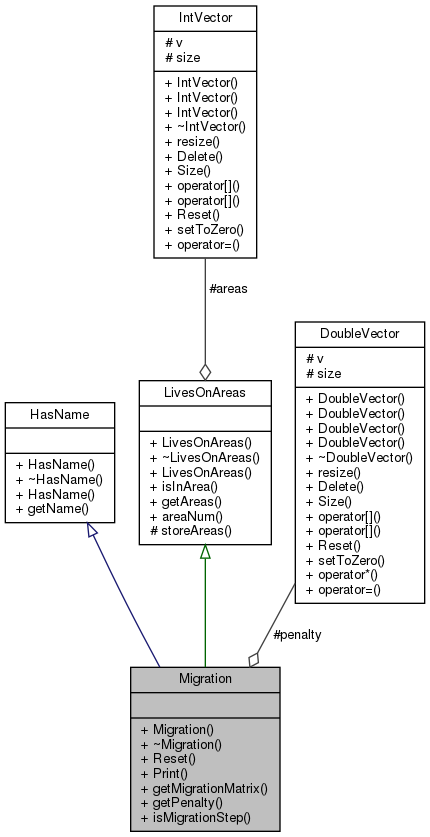 IntVector
# v
# size
+ IntVector()
+ IntVector()
+ IntVector()
+ ~IntVector()
+ resize()
+ Delete()
+ Size()
+ operator[]()
+ operator[]()
+ Reset()
+ setToZero()
+ operator=()
#areas
DoubleVector
# v
# size
+ DoubleVector()
+ DoubleVector()
+ DoubleVector()
+ DoubleVector()
+ ~DoubleVector()
+ resize()
+ Delete()
+ Size()
+ operator[]()
+ operator[]()
+ Reset()
+ setToZero()
+ operator*()
+ operator=()
LivesOnAreas
+ LivesOnAreas()
+ ~LivesOnAreas()
+ LivesOnAreas()
+ isInArea()
+ getAreas()
+ areaNum()
# storeAreas()
HasName
+ HasName()
+ ~HasName()
+ HasName()
+ getName()
#penalty
Migration
+ Migration()
+ ~Migration()
+ Reset()
+ Print()
+ getMigrationMatrix()
+ getPenalty()
+ isMigrationStep()